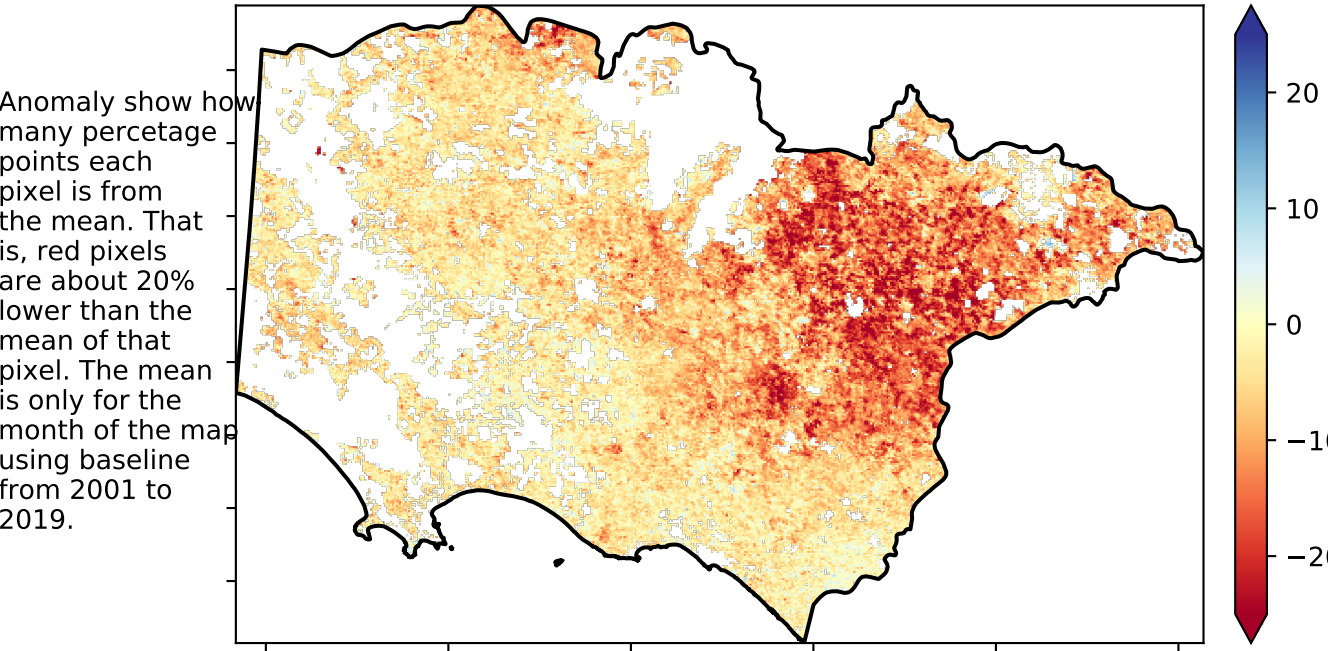 Anomaly show how
many percetage
points each
pixel is from
the mean. That
is, red pixels
are about 20%
lower than the
mean of that
pixel. The mean
is only for the
month of the map
using baseline
from 2001 to
2019.
20
10
0
−10
−20